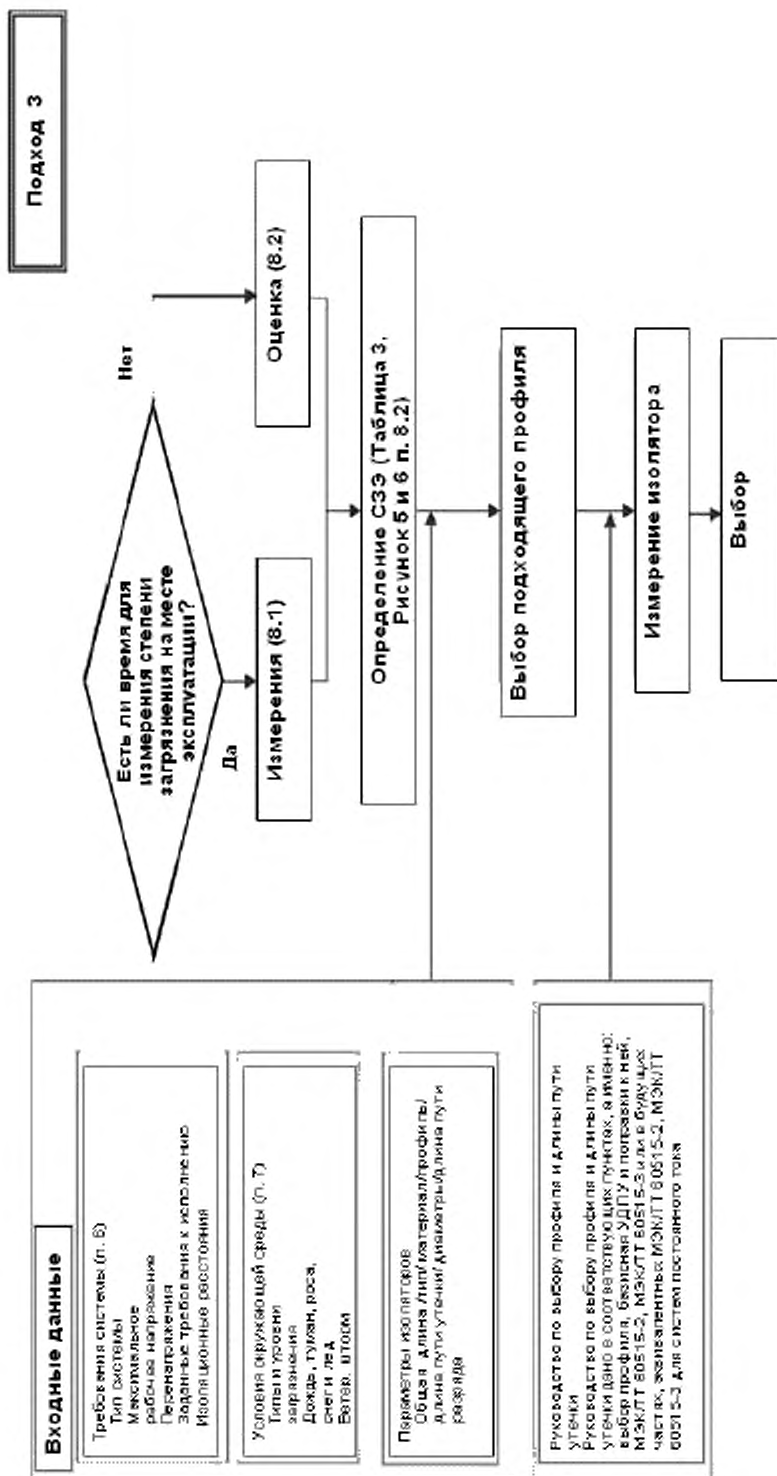 Подход 3
Есть ли время для
измерения степени
загрязнения на месте
эксплуатации?
Нет
Да
Измерения (8.1)
Оценка (8.2)
Определение СЗЭ (Таблица 3,
Рисунок 5 и 6 п. 8.2)
Выбор подходящего профиля
Измерение изолятора
Выбор
Входные данные
Требования системы (п. 6)
Тип системы
Максимальное
рабочее напряжение
Перенапряжения
Заданные требования к исполнению
Изоляционные расстояния
Условия окружающей среды (п. 7)
Типы и уровни
загрязнения
Дождь, туман, роса,
снег и лед
Ветер, шторм
Параметры изоляторов
Общая длина /тип/ материал/профиль/
длина пути утечки/ диаметры/длина пути
разряда
Руководство по выбору профиля и длины пути
утечки
Руководство по выбору профиля и длины пути
утечки дано в соответствующих пунктах, а именно:
выбор профиля, базисная УДПУ и поправки к ней,
МЭК/ТТ 60815-2, МЭК/ТТ 60815-3 или в будущих
частях, эквивалентных МЭК/ТТ 60815-2, МЭК/ТТ
60815-3 для систем постоянного тока